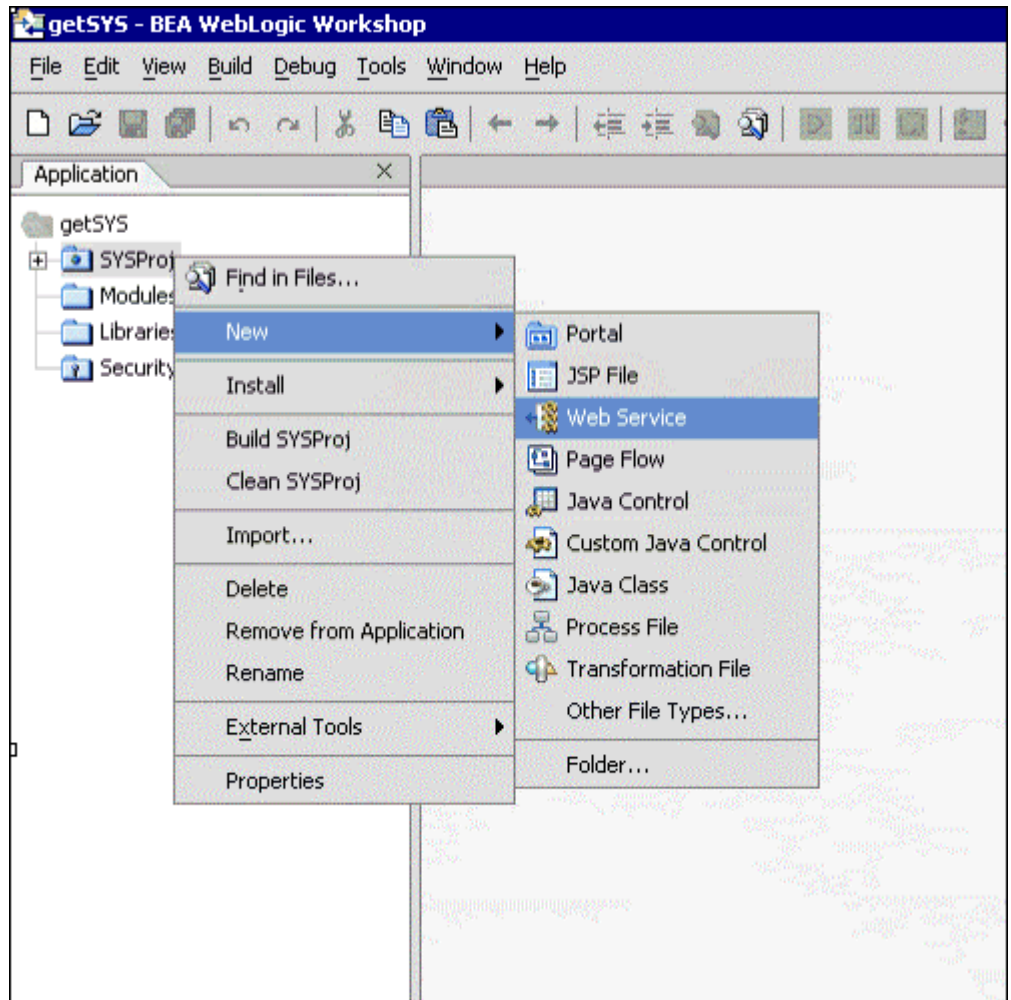 getSYS - BEA WebLogic Workshop
File Edit View Build Debug Tools Window Help
Application
getSYS
SYSProj
Modules
Libraries
Security
Find in Files...
New
Install
Build SYSProj
Clean SYSProj
Import...
Delete
Remove from Application
Rename
External Tools
Properties
Portal
JSP File
Web Service
Page Flow
Java Control
Custom Java Control
Java Class
Process File
Transformation File
Other File Types...
Folder...